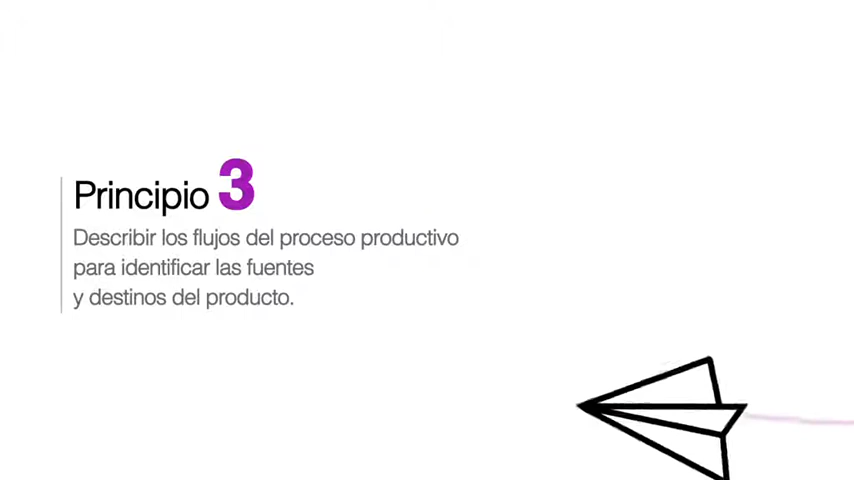 Principio 3
Describir los flujos del proceso productivo
para identificar las fuentes
y destinos del producto.